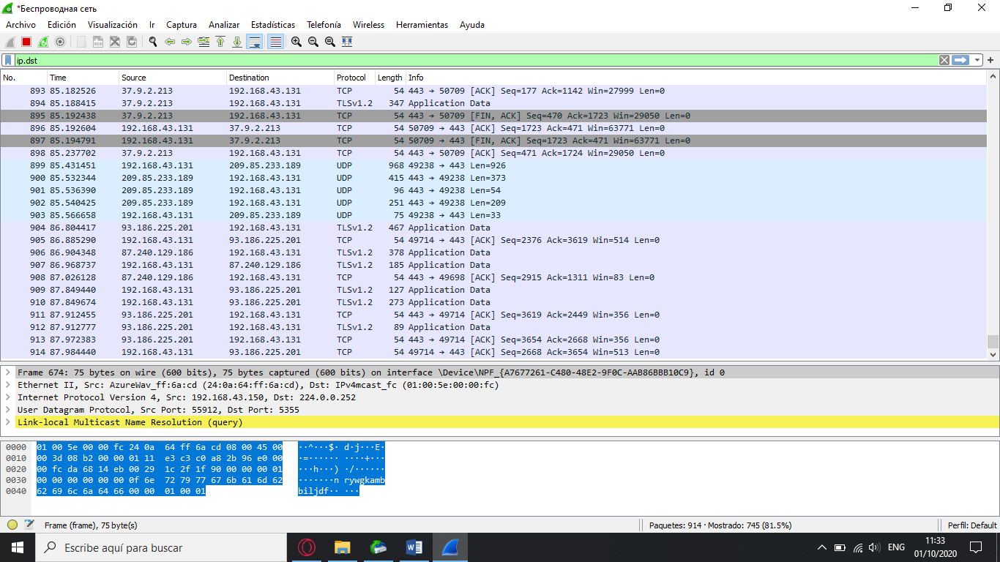 *Беспроводная сеть
Archivo Edición Visualización Ir Captura Analizar Estadísticas Telefonía Wireless Herramientas Ayuda
ip.dst
No. Time Source Destination Protocol Length Info
893 85.182526 37.9.2.213 192.168.43.131 TCP 54 443 → 50709 [ACK] Seq=177 Ack=1142 Win=27999 Len=0
894 85.188415 37.9.2.213 192.168.43.131 TLSv1.2 347 Application Data
895 85.192438 37.9.2.213 192.168.43.131 TCP 54 443 → 50709 [FIN, ACK] Seq=470 Ack=1723 Win=29050 Len=0
896 85.192604 192.168.43.131 37.9.2.213 TCP 54 50709 → 443 [ACK] Seq=1723 Ack=471 Win=63771 Len=0
897 85.194791 192.168.43.131 37.9.2.213 TCP 54 50709 → 443 [FIN, ACK] Seq=1723 Ack=471 Win=63771 Len=0
898 85.237702 37.9.2.213 192.168.43.131 TCP 54 443 → 50709 [ACK] Seq=471 Ack=1724 Win=29050 Len=0
899 85.431451 192.168.43.131 209.85.233.189 UDP 968 49238 → 443 Len=926
900 85.532344 209.85.233.189 192.168.43.131 UDP 415 443 → 49238 Len=373
901 85.536390 209.85.233.189 192.168.43.131 UDP 96 443 → 49238 Len=54
902 85.540425 209.85.233.189 192.168.43.131 UDP 251 443 → 49238 Len=209
903 85.566658 192.168.43.131 209.85.233.189 UDP 75 49238 → 443 Len=33
904 86.804417 93.186.225.201 192.168.43.131 TLSv1.2 467 Application Data
905 86.885290 192.168.43.131 93.186.225.201 TCP 54 49714 → 443 [ACK] Seq=2376 Ack=3619 Win=514 Len=0
906 86.904348 87.240.129.186 192.168.43.131 TLSv1.2 378 Application Data
907 86.968737 192.168.43.131 87.240.129.186 TLSv1.2 185 Application Data
908 87.026128 87.240.129.186 192.168.43.131 TCP 54 443 → 49698 [ACK] Seq=2915 Ack=1311 Win=83 Len=0
909 87.849440 192.168.43.131 93.186.225.201 TLSv1.2 127 Application Data
910 87.849674 192.168.43.131 93.186.225.201 TLSv1.2 273 Application Data
911 87.912455 93.186.225.201 192.168.43.131 TCP 54 443 → 49714 [ACK] Seq=3619 Ack=2449 Win=356 Len=0
912 87.912777 93.186.225.201 192.168.43.131 TLSv1.2 89 Application Data
913 87.972383 93.186.225.201 192.168.43.131 TCP 54 443 → 49714 [ACK] Seq=3654 Ack=2668 Win=356 Len=0
914 87.984440 192.168.43.131 93.186.225.201 TCP 54 49714 → 443 [ACK] Seq=2668 Ack=3654 Win=513 Len=0
Frame 674: 75 bytes on wire (600 bits), 75 bytes captured (600 bits) on interface \Device\NPF_{A7677261-C480-48E2-9F0C-AAB86BBB10C9}, id 0
Ethernet II, Src: AzureWav_ff:6a:cd (24:0a:64:ff:6a:cd), Dst: IPv4mcast_fc (01:00:5e:00:00:fc)
Internet Protocol Version 4, Src: 192.168.43.150, Dst: 224.0.0.252
User Datagram Protocol, Src Port: 55912, Dst Port: 5355
Link-local Multicast Name Resolution (query)
0000 01 00 5e 00 00 fc 24 0a 64 ff 6a cd 08 00 45 00 ··^···$· d·j···E·
0010 00 3d 08 b2 00 00 01 11 e3 c3 c0 a8 2b 96 e0 00 ·=······ ····+···
0020 00 fc da 68 14 eb 00 29 1c 2f 1f 90 00 00 00 01 ···h···) ·/······
0030 00 00 00 00 00 00 0f 6e 72 79 77 67 6b 61 6d 62 ·······n rywgkamb
0040 62 69 6c 6a 64 66 00 00 01 00 01 biljdf·· ···
Frame (frame), 75 byte(s) Paquetes: 914 · Mostrado: 745 (81.5%) Perfil: Default
Escribe aquí para buscar ENG 11:33
01/10/2020